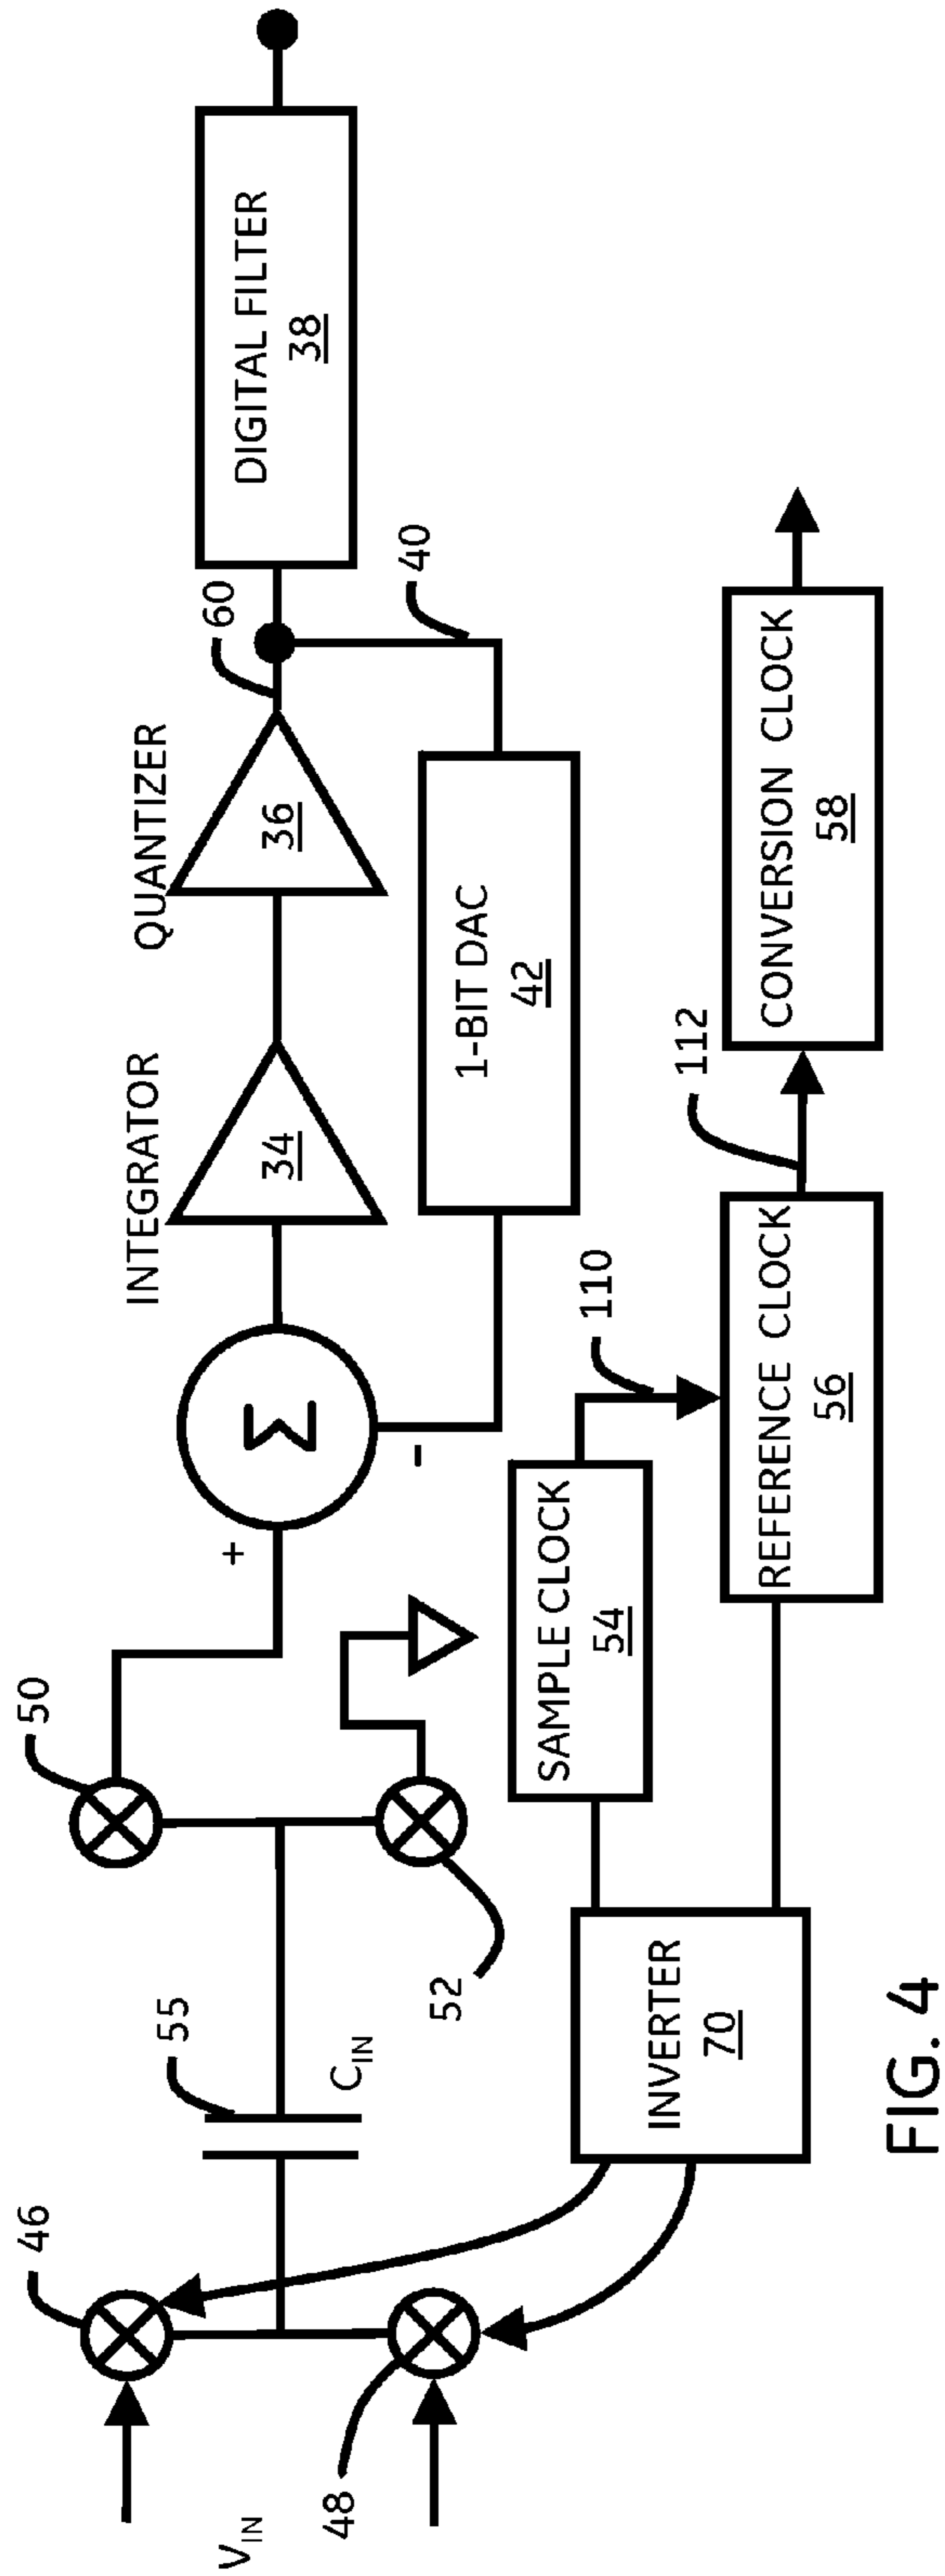 V_IN
46
48
55
C_IN
50
52
+
-
Σ
INTEGRATOR
34
QUANTIZER
36
60
40
DIGITAL FILTER
38
1-BIT DAC
42
INVERTER
70
SAMPLE CLOCK
54
110
REFERENCE CLOCK
56
112
CONVERSION CLOCK
58
FIG. 4